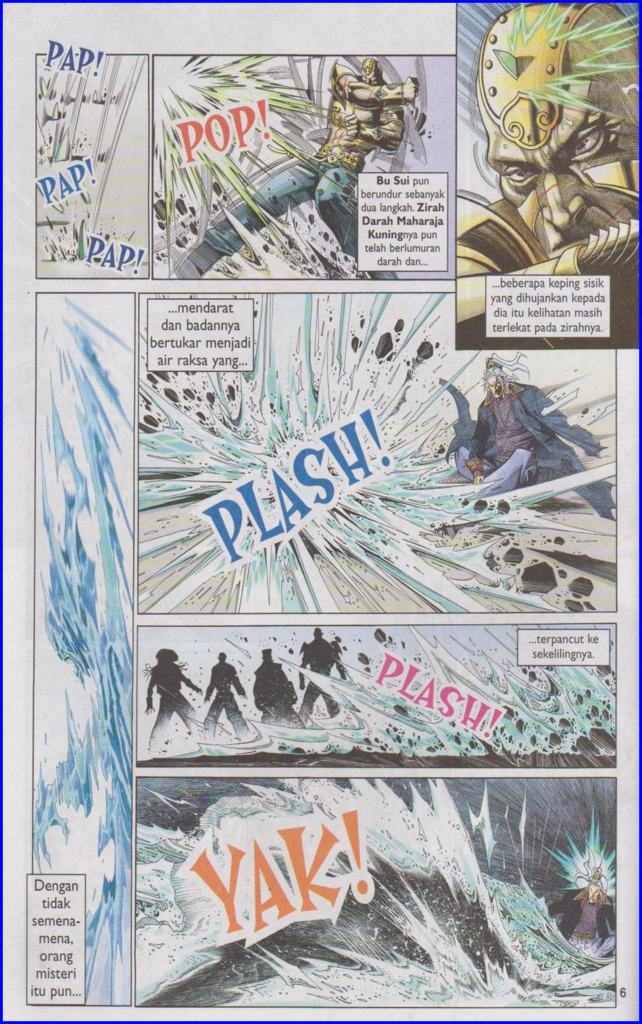 PAP!
PAP!
PAP!
POP!
Bu Sui pun
berundur sebanyak
dua langkah. Zirah
Darah Maharaja
Kuningnya pun
telah berlumuran
darah dan...
...beberapa keping sisik
yang dihujankan kepada
dia itu kelihatan masih
terlekat pada zirahnya.
Dengan
tidak
semena-
mena,
orang
misteri
itu pun...
...mendarat
dan badannya
bertukar menjadi
air raksa yang...
PLASH!
...terpancut ke
sekelilingnya.
PLASH!
YAK!
6